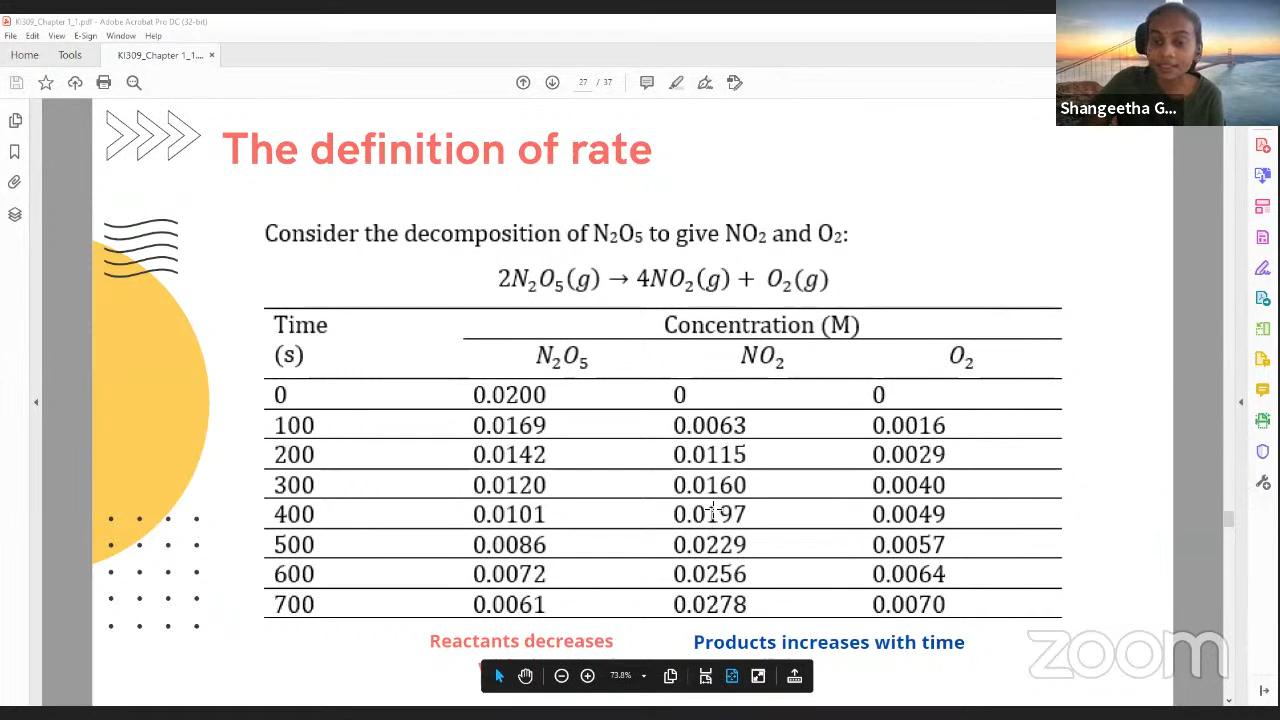 KI309_Chapter 1_1.pdf - Adobe Acrobat Pro DC (32-bit)
File Edit View E-Sign Window Help
Home Tools KI309_Chapter 1_1.... ×
27 / 37
Shangeetha G...
The definition of rate
Consider the decomposition of N₂O₅ to give NO₂ and O₂:
2N₂O₅(g) → 4NO₂(g) + O₂(g)
Time Concentration (M)
(s) N₂O₅ NO₂ O₂
0 0.0200 0 0
100 0.0169 0.0063 0.0016
200 0.0142 0.0115 0.0029
300 0.0120 0.0160 0.0040
400 0.0101 0.0197 0.0049
500 0.0086 0.0229 0.0057
600 0.0072 0.0256 0.0064
700 0.0061 0.0278 0.0070
Reactants decreases Products increases with time
73.8%
zoom